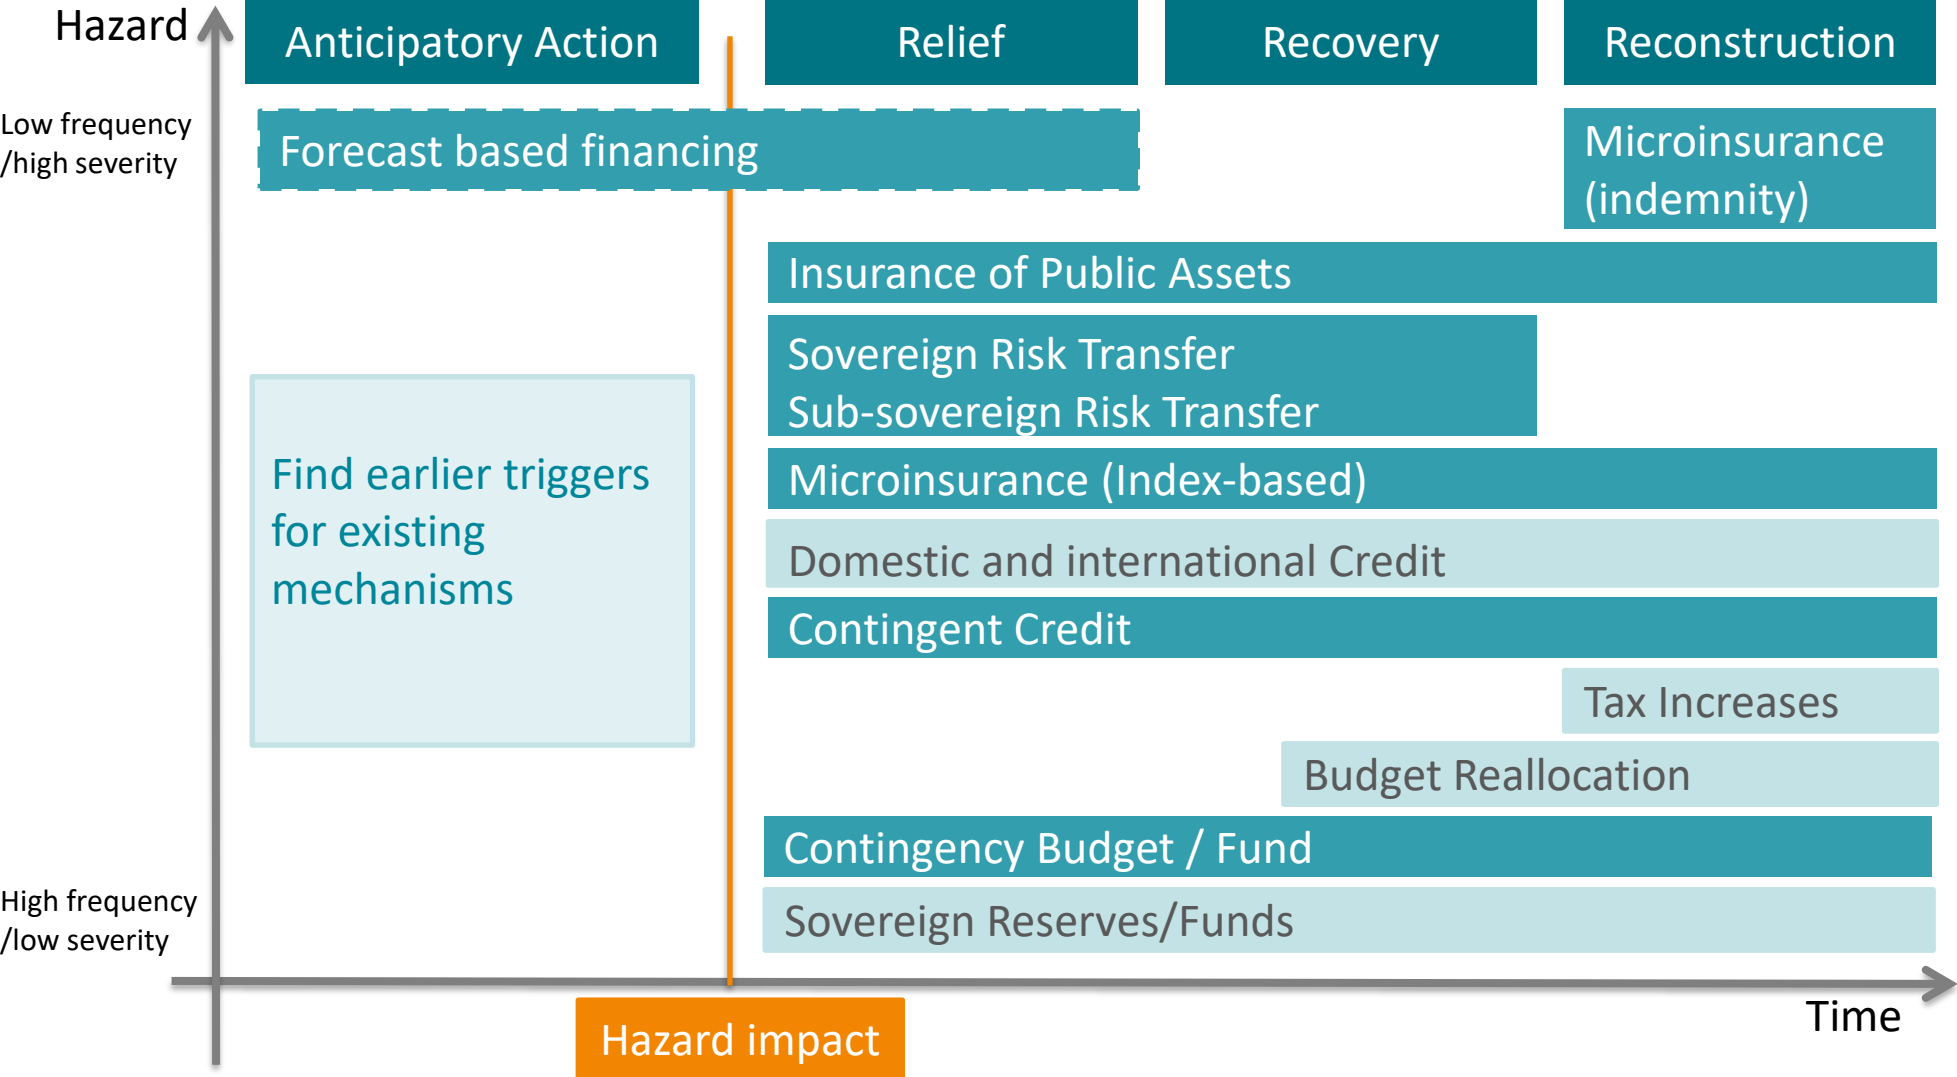 Hazard
Anticipatory Action
Relief
Recovery
Reconstruction
Low frequency
/high severity
Forecast based financing
Microinsurance
(indemnity)
Insurance of Public Assets
Sovereign Risk Transfer
Sub-sovereign Risk Transfer
Find earlier triggers
for existing
mechanisms
Microinsurance (Index-based)
Domestic and international Credit
Contingent Credit
Tax Increases
Budget Reallocation
Contingency Budget / Fund
High frequency
/low severity
Sovereign Reserves/Funds
Time
Hazard impact